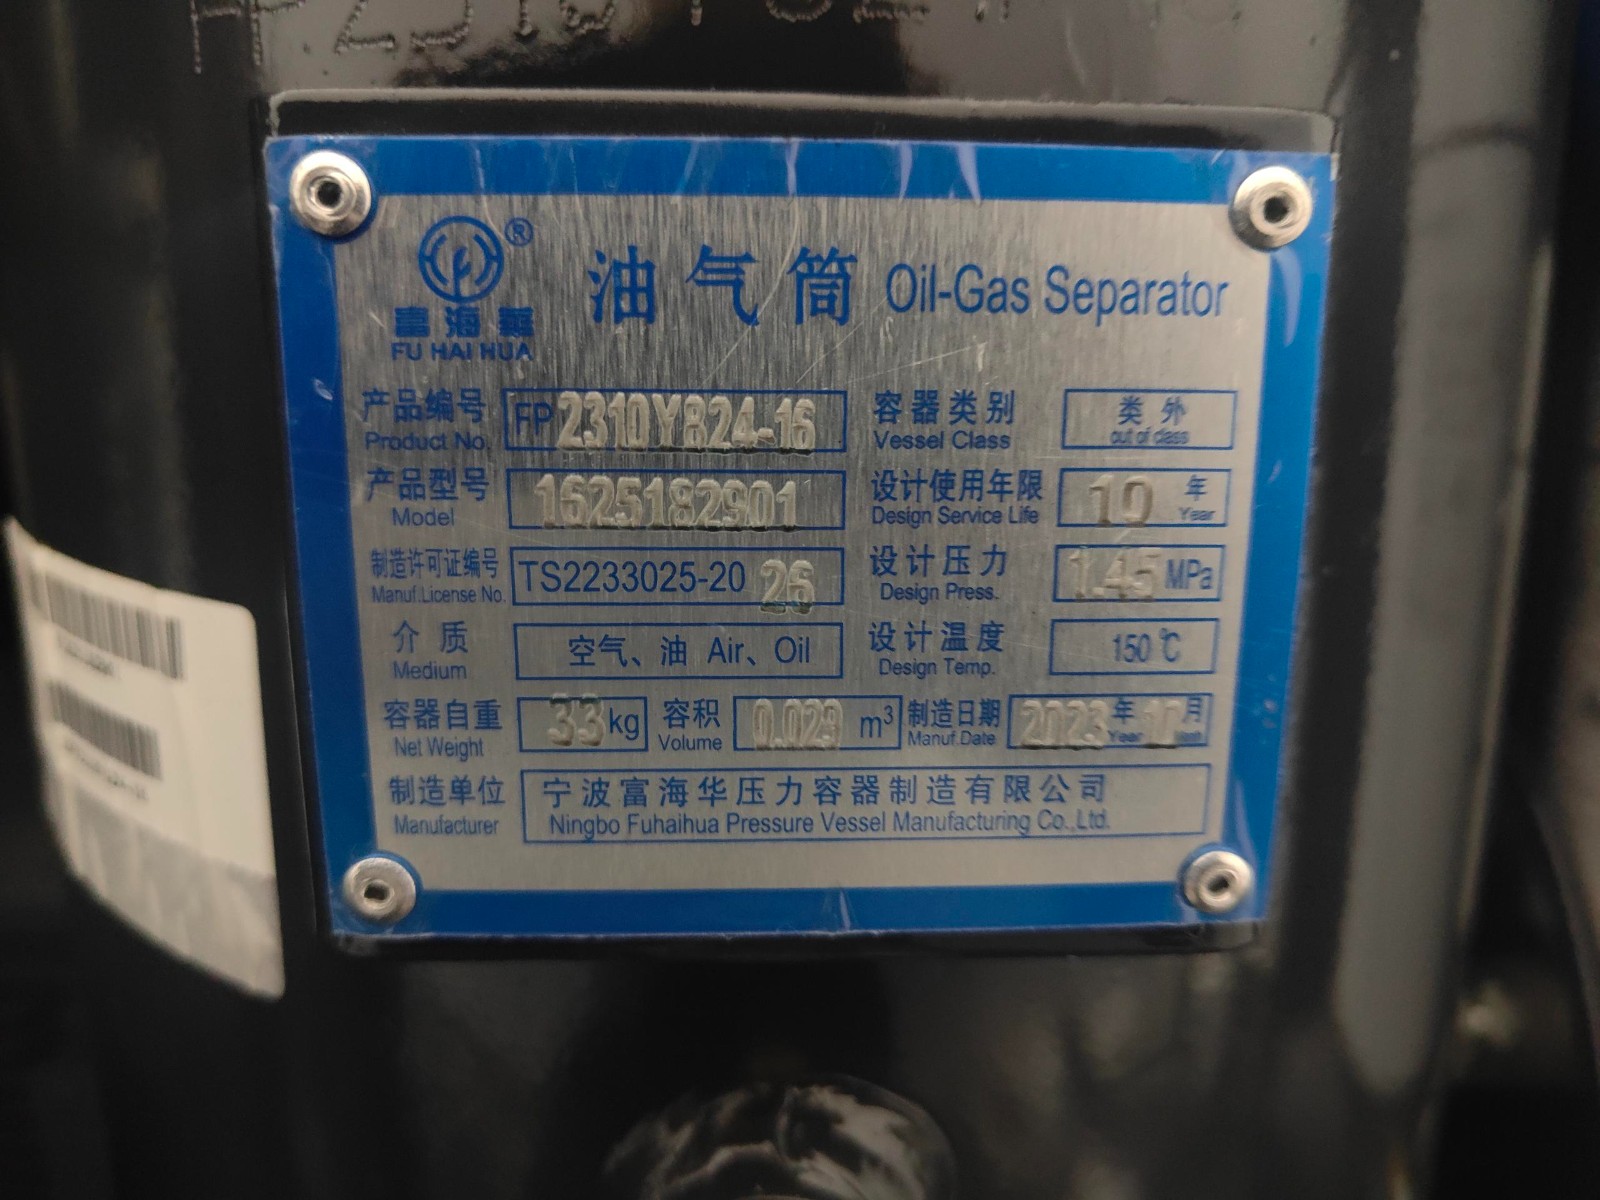 富海華
FU HAI HUA
®
油气筒 Oil-Gas Separator
产品编号 FP 2310Y824-16 容器类别 类外
Product No. Vessel Class out of class
产品型号 1625182901 设计使用年限 10 年
Model Design Service Life Year
制造许可证编号 TS2233025-20 26 设计压力 1.45 MPa
Manuf.License No. Design Press.
介质 空气、油 Air、Oil 设计温度 150℃
Medium Design Temp.
容器自重 33 kg 容积 0.029 m³ 制造日期 2023 年 10 月
Net Weight Volume Manuf.Date Year Month
制造单位 宁波富海华压力容器制造有限公司
Manufacturer Ningbo Fuhaihua Pressure Vessel Manufacturing Co.,Ltd.